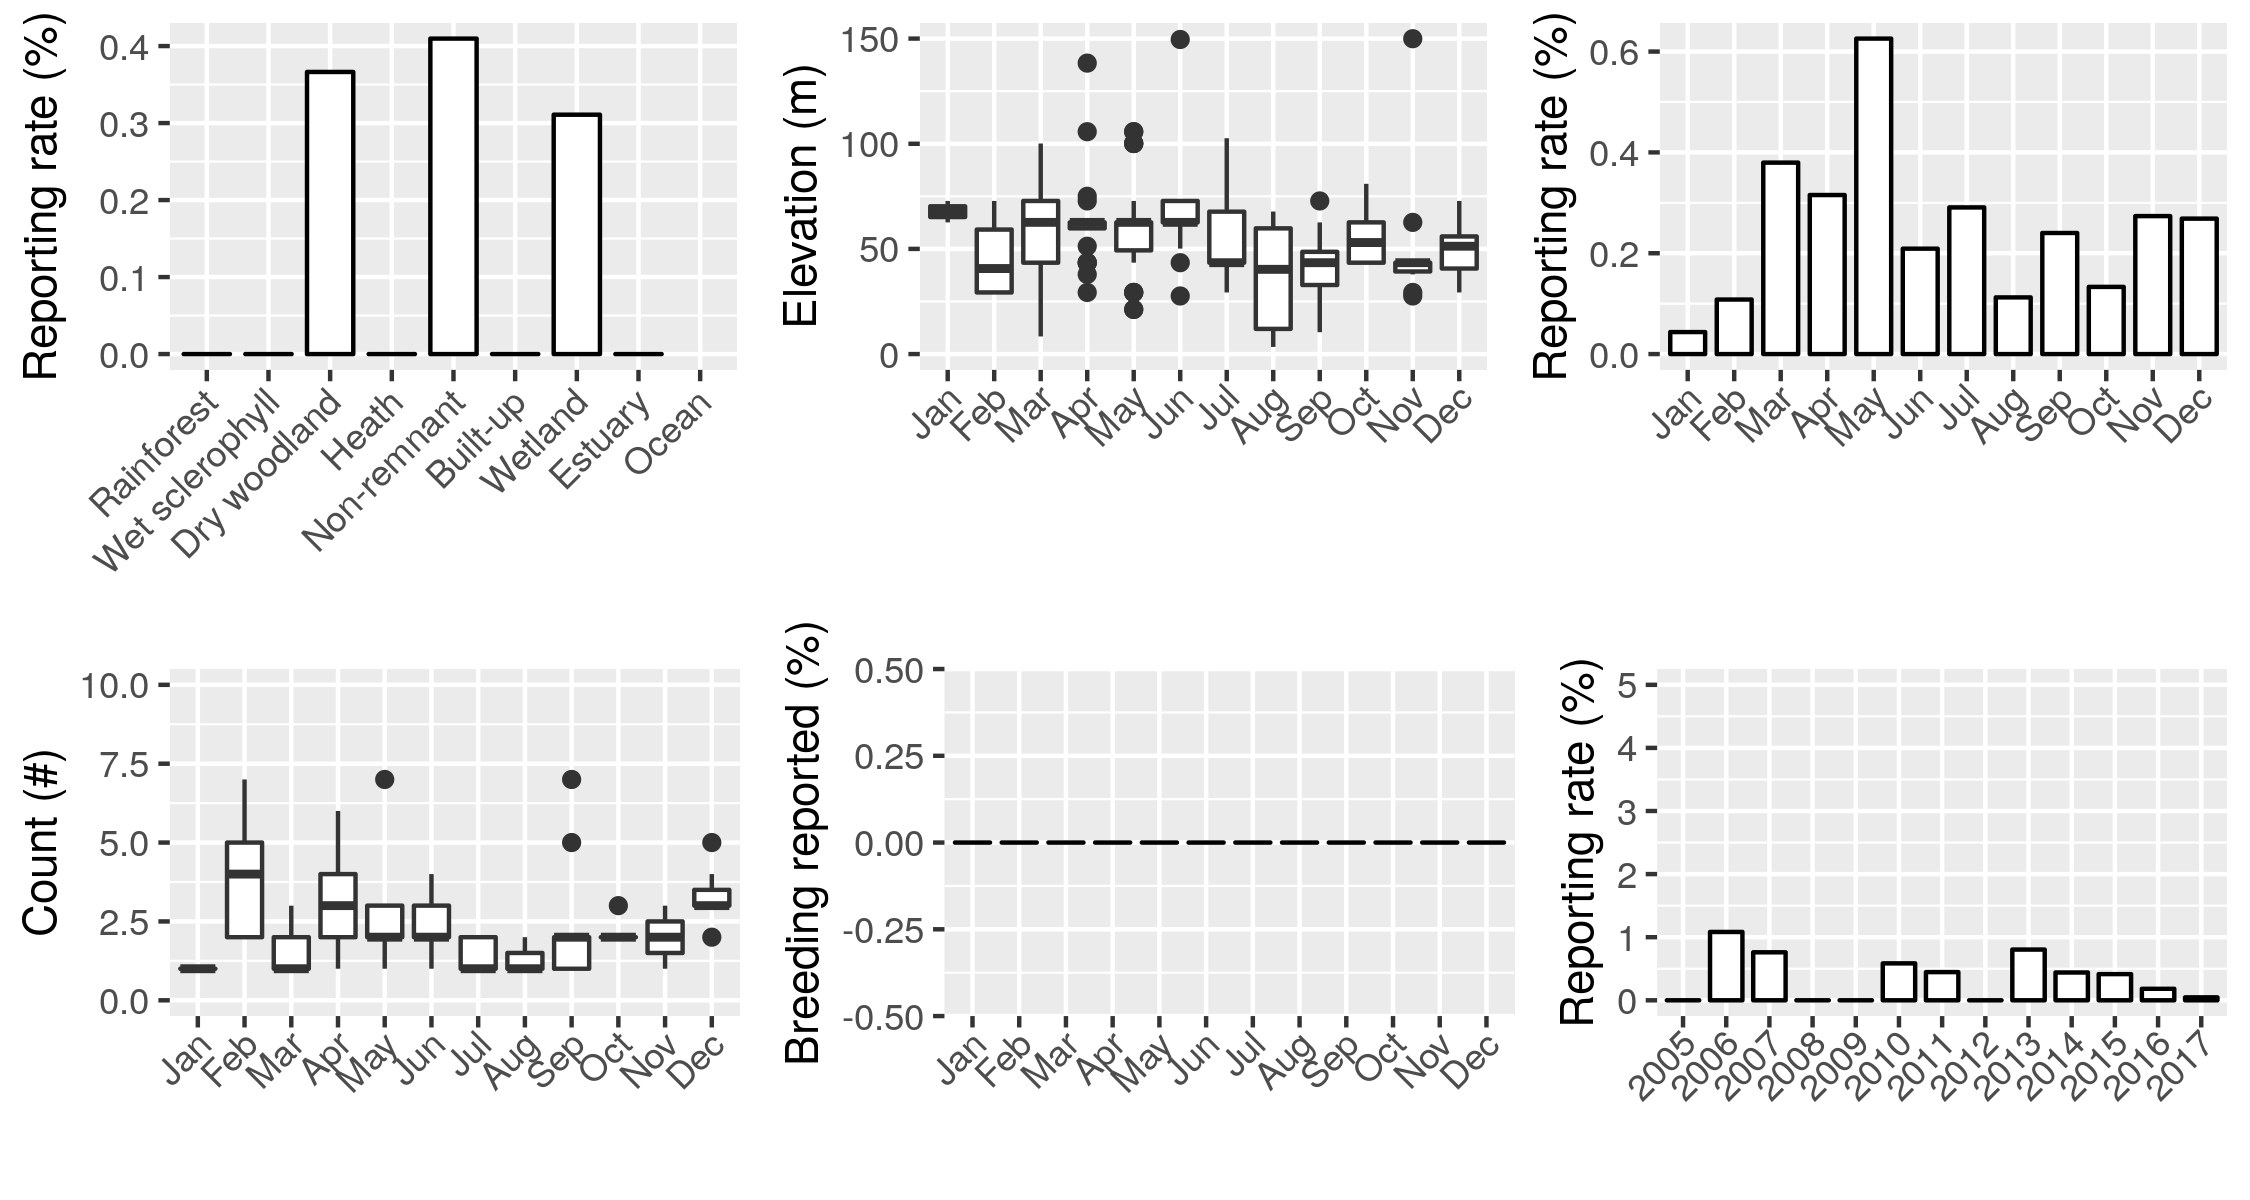 Reporting rate (%)
0.4
0.3
0.2
0.1
0.0
Rainforest
Wet sclerophyll
Dry woodland
Heath
Non-remnant
Built-up
Wetland
Estuary
Ocean
Elevation (m)
150
100
50
0
Jan
Feb
Mar
Apr
May
Jun
Jul
Aug
Sep
Oct
Nov
Dec
Reporting rate (%)
0.6
0.4
0.2
0.0
Jan
Feb
Mar
Apr
May
Jun
Jul
Aug
Sep
Oct
Nov
Dec
Count (#)
10.0
7.5
5.0
2.5
0.0
Jan
Feb
Mar
Apr
May
Jun
Jul
Aug
Sep
Oct
Nov
Dec
Breeding reported (%)
0.50
0.25
0.00
-0.25
-0.50
Jan
Feb
Mar
Apr
May
Jun
Jul
Aug
Sep
Oct
Nov
Dec
Reporting rate (%)
5
4
3
2
1
0
2005
2006
2007
2008
2009
2010
2011
2012
2013
2014
2015
2016
2017